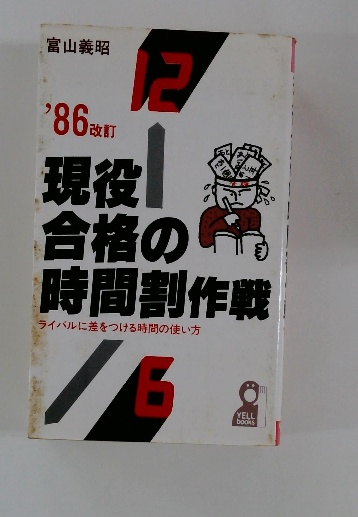 富山義昭
12
'86改訂
現役
合格の
時間割作戦
ライバルに差をつける時間の使い方
6
YELL
BOOKS